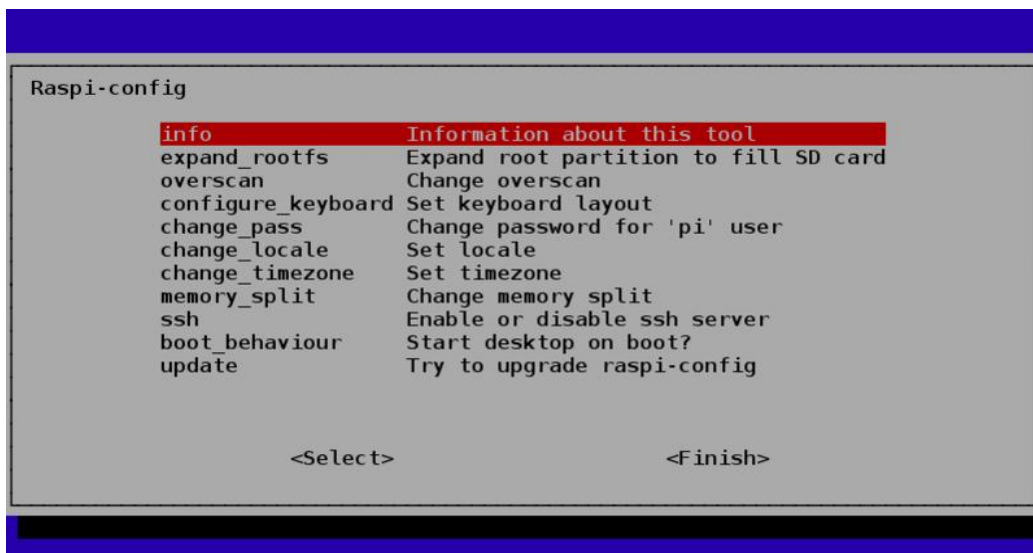 Raspi-config
info Information about this tool
expand_rootfs Expand root partition to fill SD card
overscan Change overscan
configure_keyboard Set keyboard layout
change_pass Change password for 'pi' user
change_locale Set locale
change_timezone Set timezone
memory_split Change memory split
ssh Enable or disable ssh server
boot_behaviour Start desktop on boot?
update Try to upgrade raspi-config
<Select> <Finish>